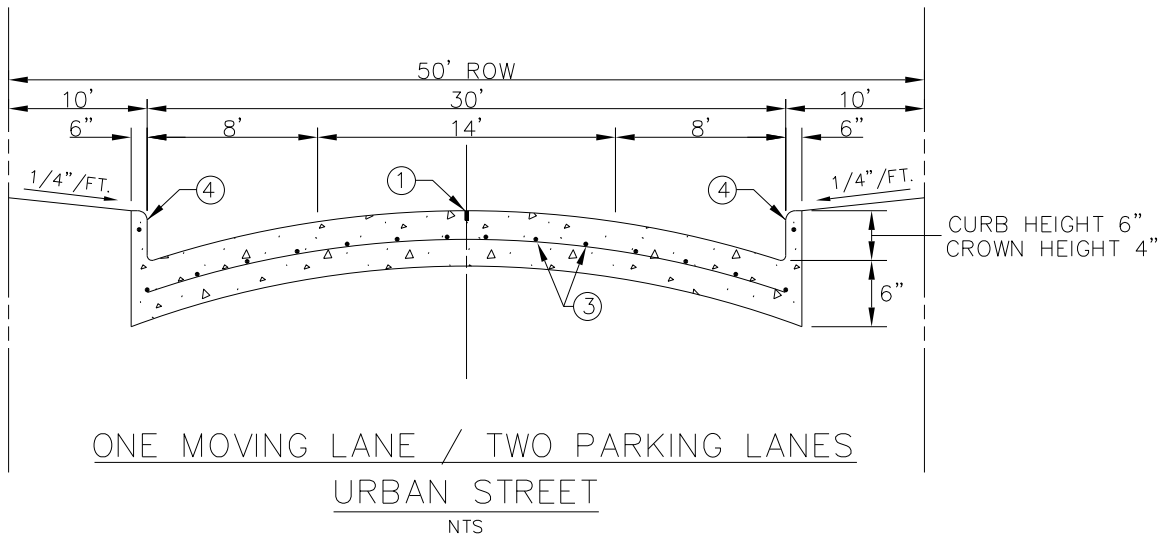 50' ROW
10' 30' 10'
6" 8' 14' 8' 6"
1/4"/FT. 4 1 4 1/4"/FT.
CURB HEIGHT 6"
CROWN HEIGHT 4"
6"
3
ONE MOVING LANE / TWO PARKING LANES
URBAN STREET
NTS